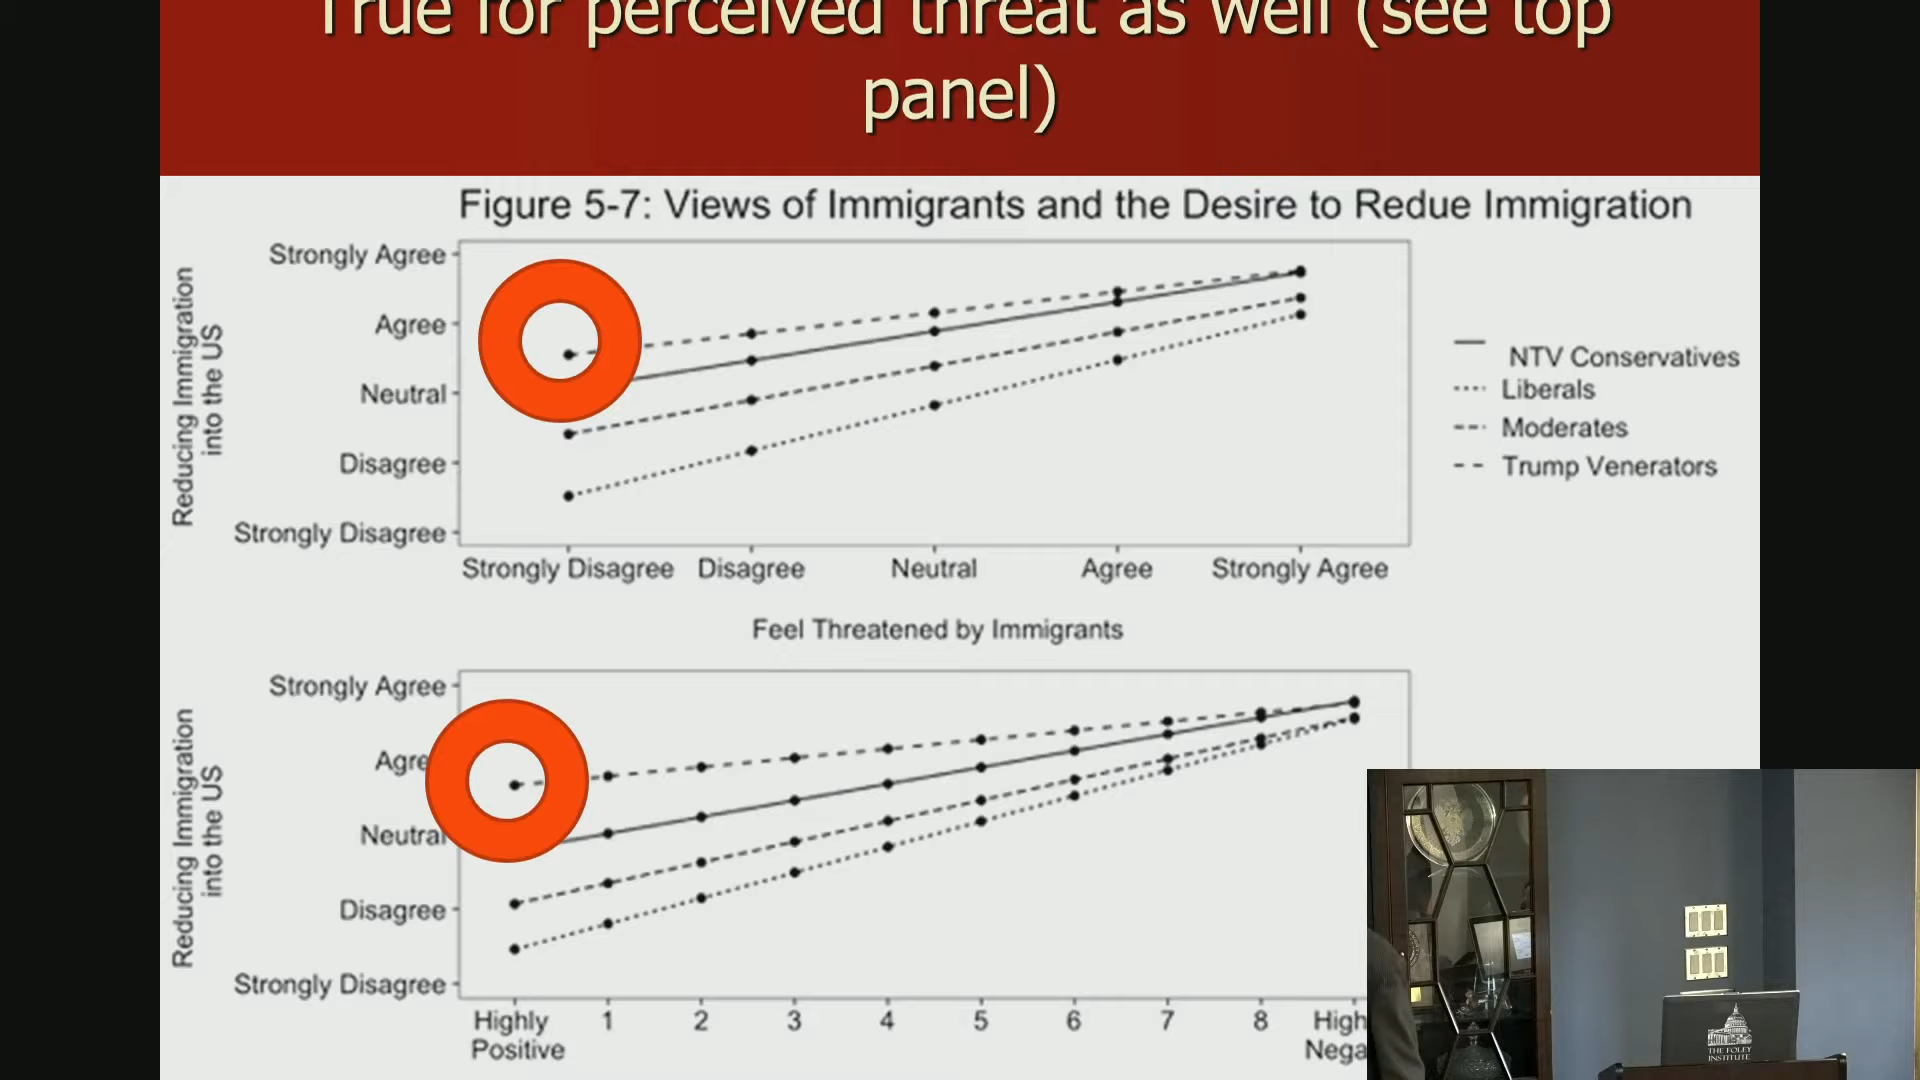 True for perceived threat as well (see top
panel)
Figure 5-7: Views of Immigrants and the Desire to Redue Immigration
Reducing Immigration
into the US
Strongly Agree
Agree
Neutral
Disagree
Strongly Disagree
Strongly Disagree Disagree Neutral Agree Strongly Agree
Feel Threatened by Immigrants
NTV Conservatives
Liberals
Moderates
Trump Venerators
Reducing Immigration
into the US
Strongly Agree
Agre
Neutral
Disagree
Strongly Disagree
Highly 1 2 3 4 5 6 7 8 High
Positive Nega
THE FOLEY
INSTITUTE